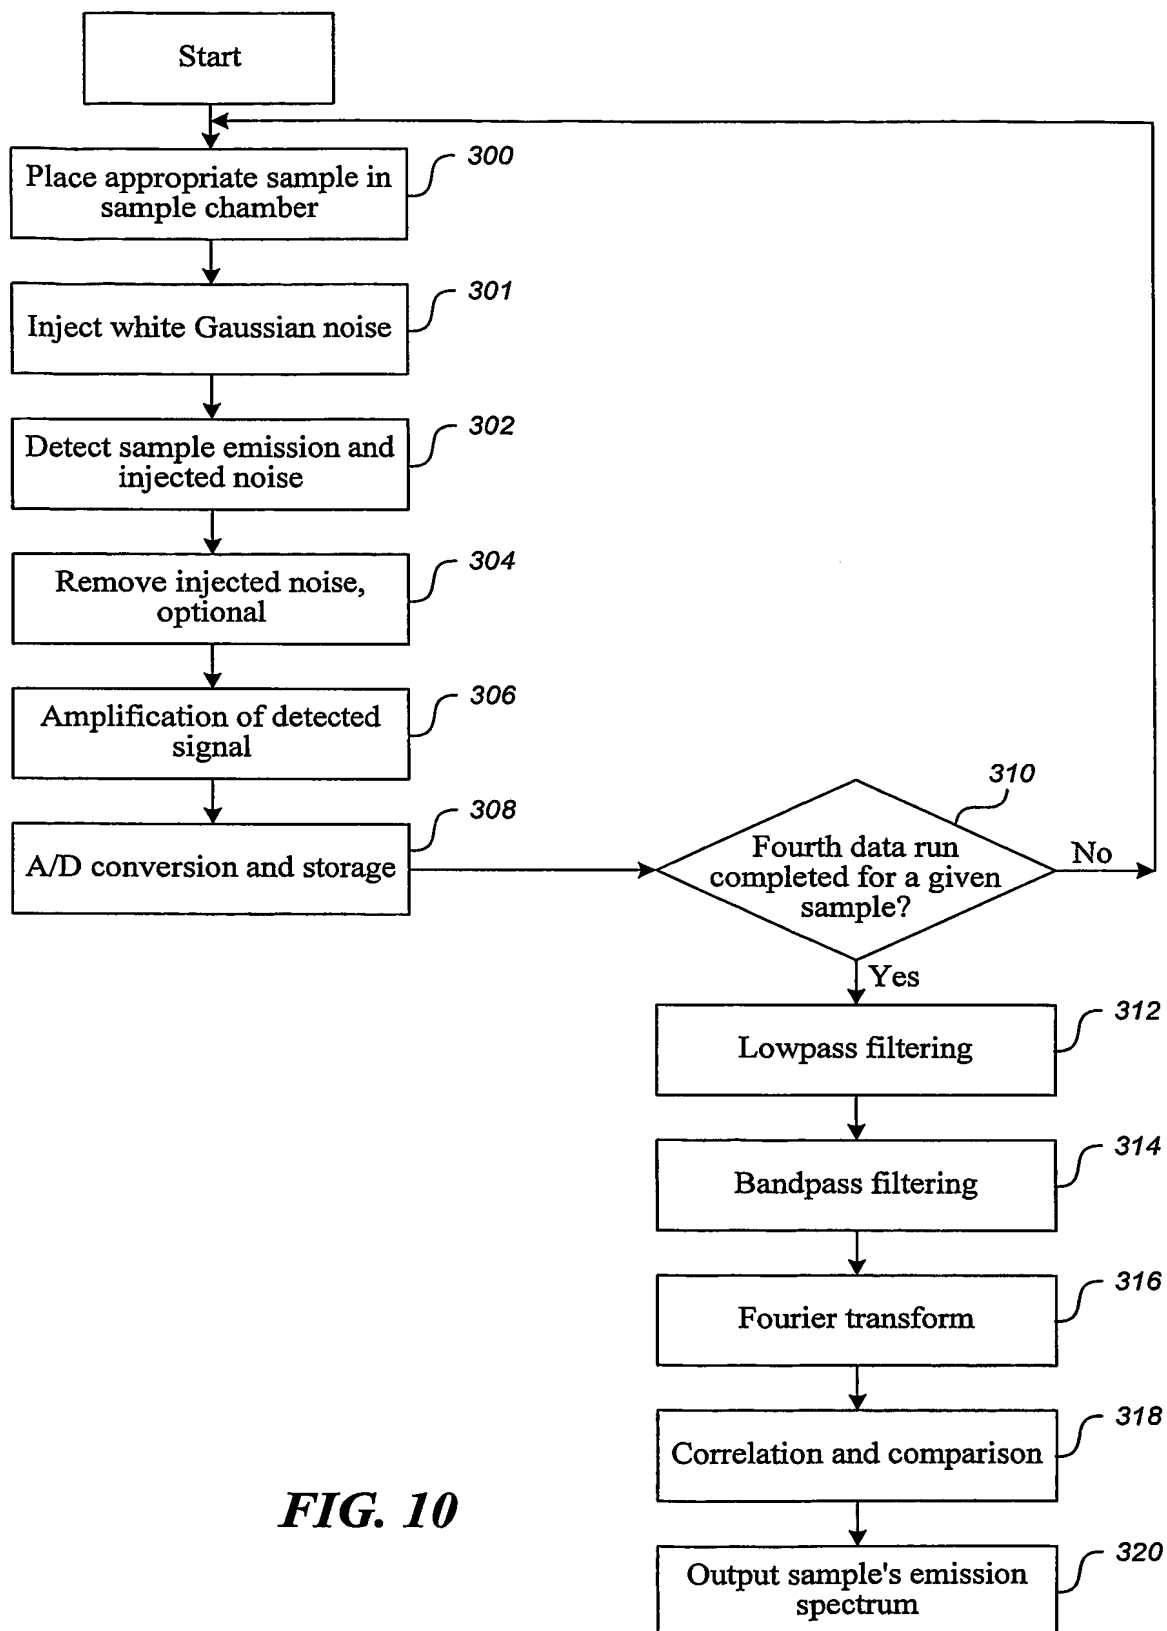 Start
300
Place appropriate sample in
sample chamber
301
Inject white Gaussian noise
302
Detect sample emission and
injected noise
304
Remove injected noise,
optional
306
Amplification of detected
signal
308
A/D conversion and storage
310
Fourth data run
completed for a given
sample?
No
Yes
312
Lowpass filtering
314
Bandpass filtering
316
Fourier transform
318
Correlation and comparison
320
Output sample's emission
spectrum
FIG. 10